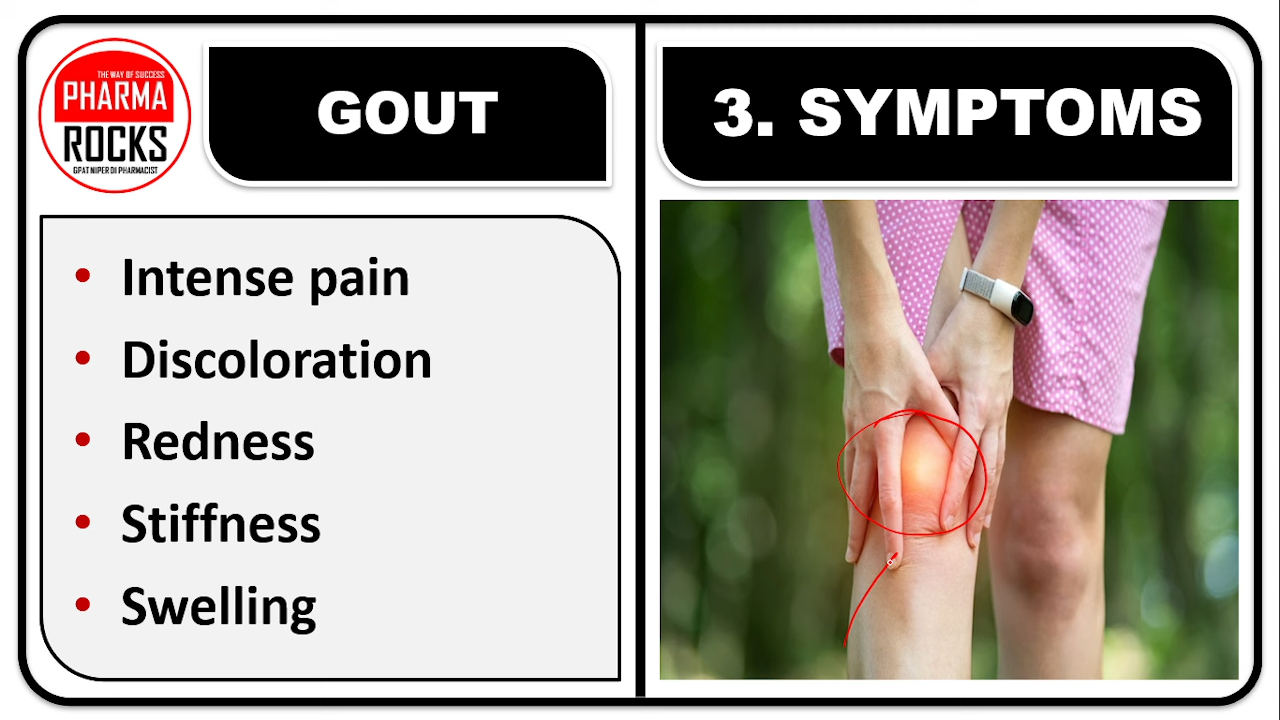 THE WAY OF SUCCESS
PHARMA
ROCKS
GPAT NIPER DI PHARMACIST
GOUT
3. SYMPTOMS
• Intense pain
• Discoloration
• Redness
• Stiffness
• Swelling